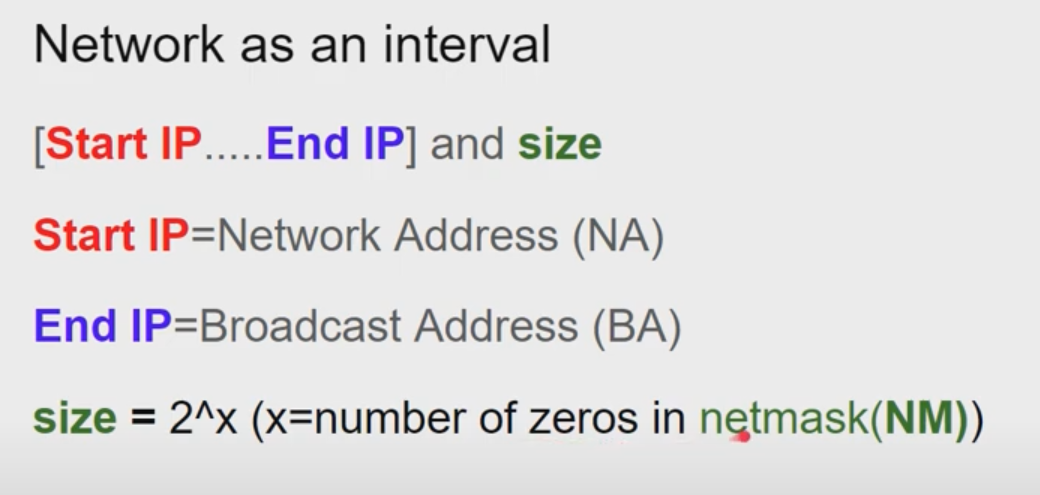 Network as an interval
[Start IP.....End IP] and size
Start IP=Network Address (NA)
End IP=Broadcast Address (BA)
size = 2^x (x=number of zeros in netmask(NM))